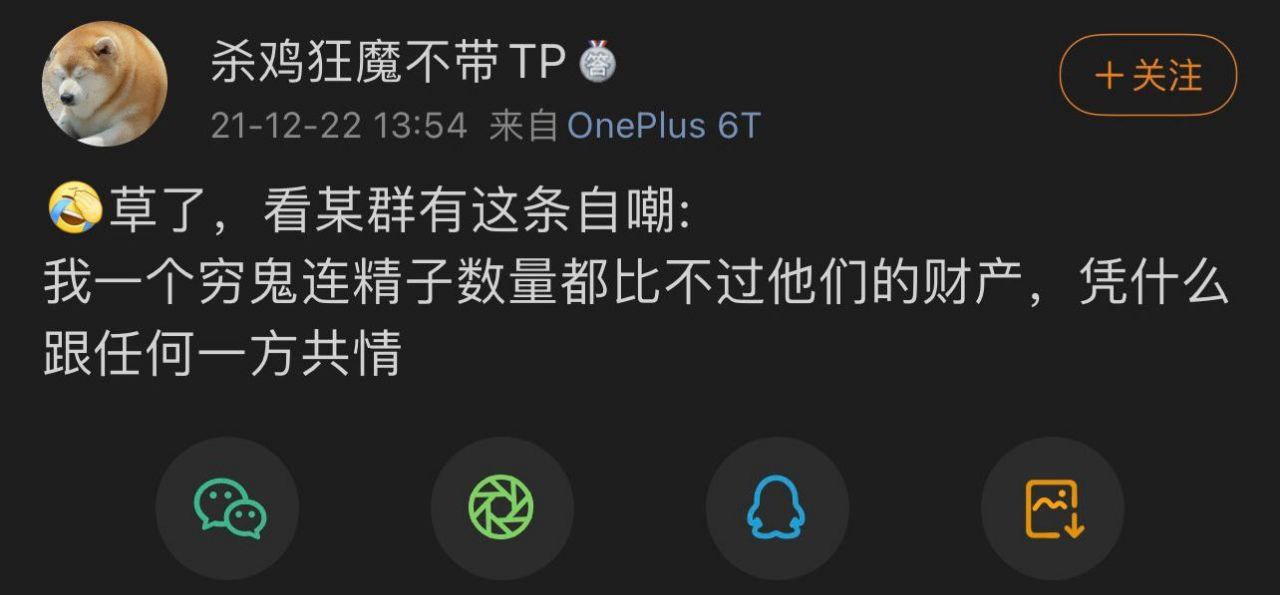 杀鸡狂魔不带TP 答
+关注
21-12-22 13:54 来自 OnePlus 6T
🤣草了，看某群有这条自嘲:
我一个穷鬼连精子数量都比不过他们的财产，凭什么
跟任何一方共情